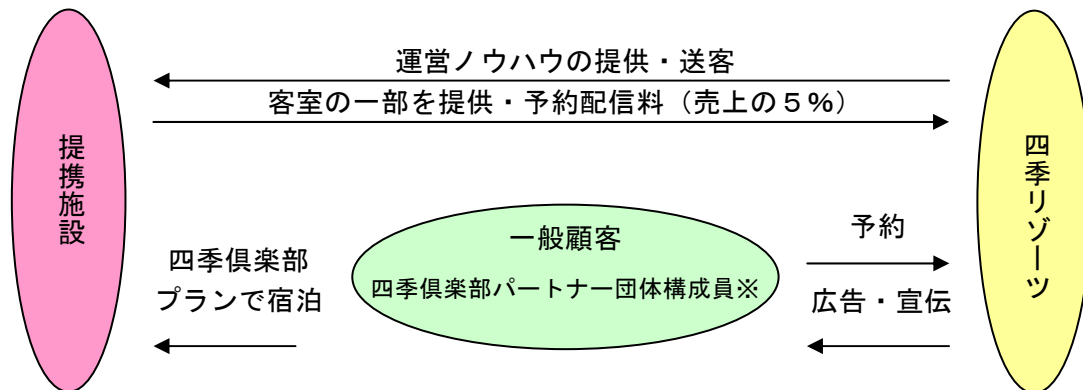 運営ノウハウの提供・送客
客室の一部を提供・予約配信料（売上の５％）
提携施設
四季リゾーツ
一般顧客
四季倶楽部パートナー団体構成員※
四季倶楽部
プランで宿泊
予約
広告・宣伝